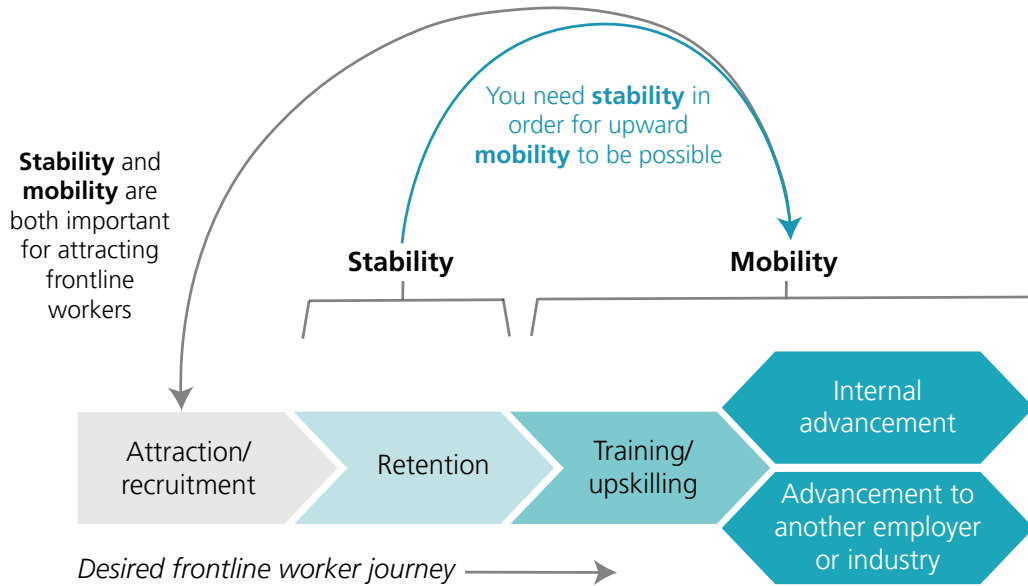 You need stability in
order for upward
mobility to be possible
Stability and
mobility are
both important
for attracting
frontline
workers
Stability
Mobility
Attraction/
recruitment
Retention
Training/
upskilling
Internal
advancement
Advancement to
another employer
or industry
Desired frontline worker journey